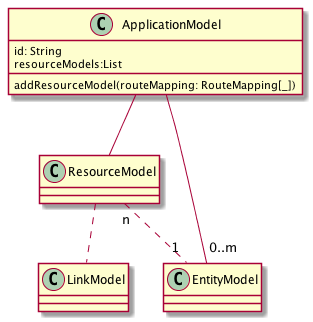 C ApplicationModel
id: String
resourceModels:List
addResourceModel(routeMapping: RouteMapping[_])
C ResourceModel
n
1
0..m
C LinkModel
C EntityModel